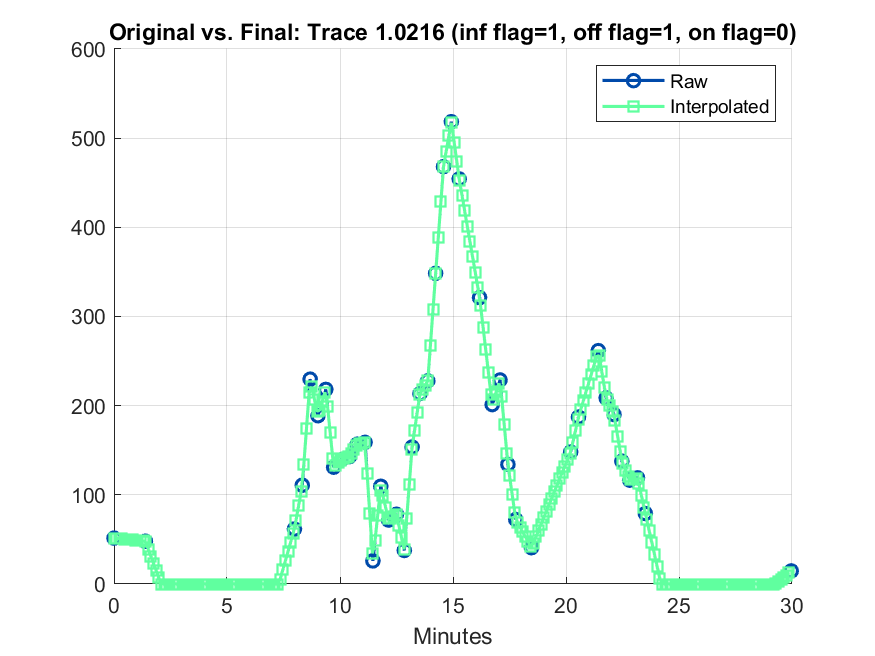 Original vs. Final: Trace 1.0216 (inf flag=1, off flag=1, on flag=0)
600
500
400
300
200
100
0
Raw
Interpolated
0 5 10 15 20 25 30
Minutes